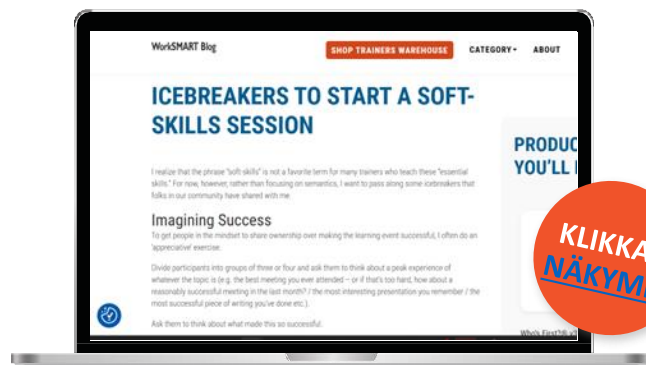 WorkSMART Blog
SHOP TRAINERS WAREHOUSE
CATEGORY
ABOUT
ICEBREAKERS TO START A SOFT-
SKILLS SESSION
I realize that the phrase "soft-skills" is not a favorite term for many trainers who teach these "essential
skills." For now, however, rather than focusing on semantics, I want to pass along some icebreakers that
folks in our community have shared with me.
Imagining Success
To get people in the mindset to share ownership over making the learning event successful, I often do an
'appreciative' exercise.
Divide participants into groups of three or four and ask them to think about a peak experience of
whatever the topic is (e.g. the best meeting you ever attended – or if that's too hard, how about a
reasonably successful meeting in the last month? / the most interesting presentation you remember / the
most successful piece of writing you've done etc.).
Ask them to think about what made this so successful.
PRODUC
YOU'LL
KLIKKA
NÄKYM
Who's First?®